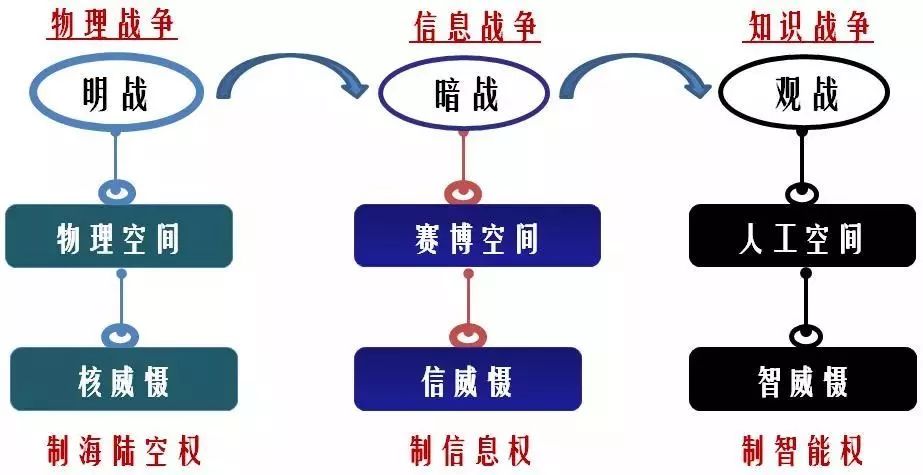 物理战争
信息战争
知识战争
明战
暗战
观战
物理空间
赛博空间
人工空间
核威慑
信威慑
智威慑
制海陆空权
制信息权
制智能权